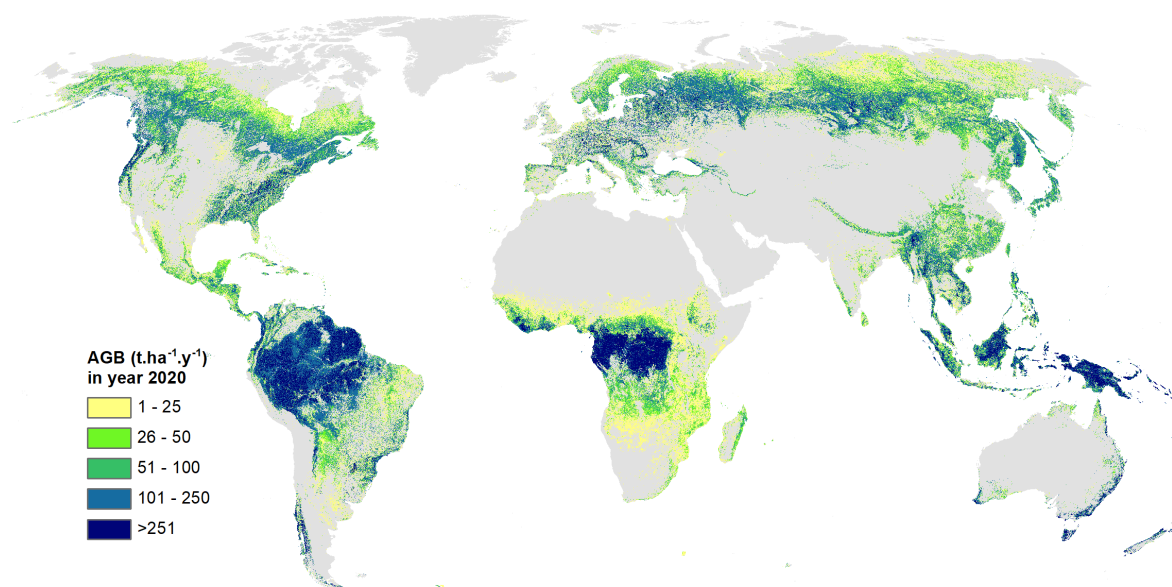 AGB (t.ha⁻¹.y⁻¹)
in year 2020
1 - 25
26 - 50
51 - 100
101 - 250
>251